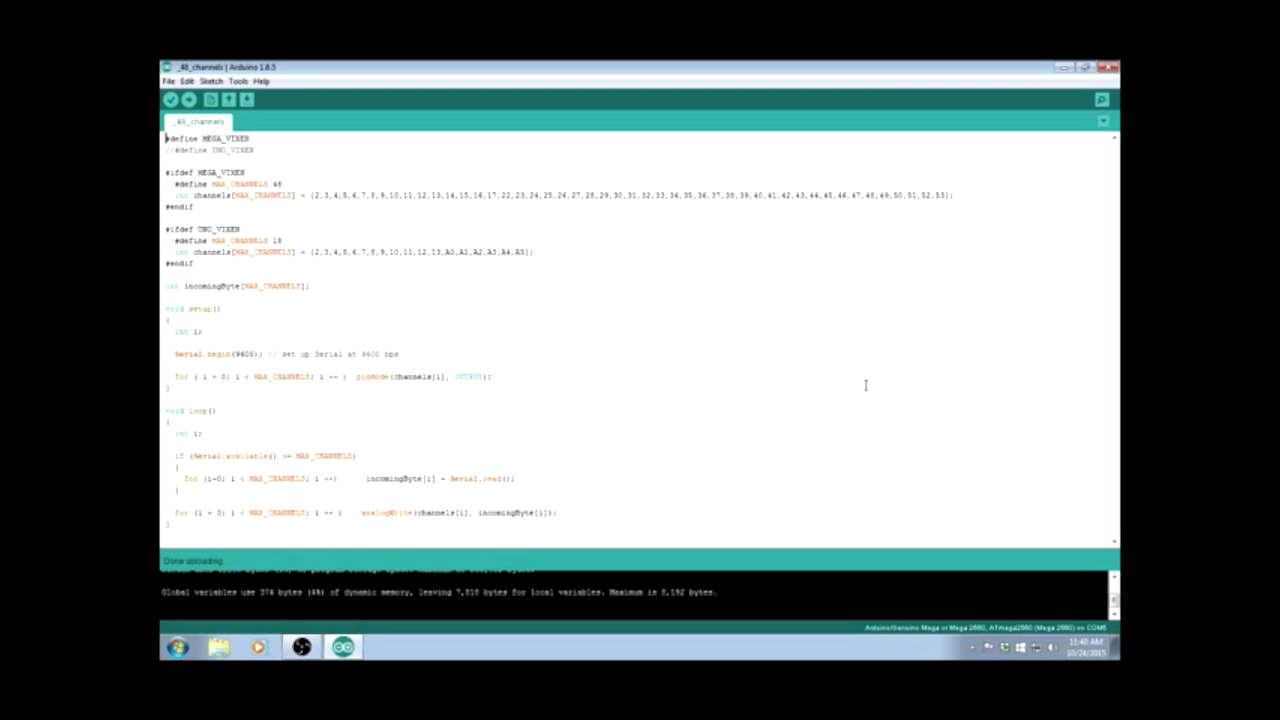 _48_channels | Arduino 1.6.5
File Edit Sketch Tools Help
_48_channels
#define MEGA_VIXEN
//#define UNO_VIXEN
#ifdef MEGA_VIXEN
#define MAX_CHANNELS 48
int channels[MAX_CHANNELS] = {2,3,4,5,6,7,8,9,10,11,12,13,14,15,16,17,22,23,24,25,26,27,28,29,30,31,32,33,34,35,36,37,38,39,40,41,42,43,44,45,46,47,48,49,50,51,52,53};
#endif
#ifdef UNO_VIXEN
#define MAX_CHANNELS 18
int channels[MAX_CHANNELS] = {2,3,4,5,6,7,8,9,10,11,12,13,A0,A1,A2,A3,A4,A5};
#endif
int incomingByte[MAX_CHANNELS];
void setup()
{
int i;
Serial.begin(9600); // set up Serial at 9600 bps
for ( i = 0; i < MAX_CHANNELS; i ++ ) pinMode(channels[i], OUTPUT);
}
void loop()
{
int i;
if (Serial.available() >= MAX_CHANNELS)
{
for (i=0; i < MAX_CHANNELS; i ++) incomingByte[i] = Serial.read();
}
for (i = 0; i < MAX_CHANNELS; i ++ ) analogWrite(channels[i], incomingByte[i]);
}
Done uploading.
Global variables use 374 bytes (4%) of dynamic memory, leaving 7,818 bytes for local variables. Maximum is 8,192 bytes.
Arduino/Genuino Mega or Mega 2560, ATmega2560 (Mega 2560) on COM6
11:40 AM
10/24/2015